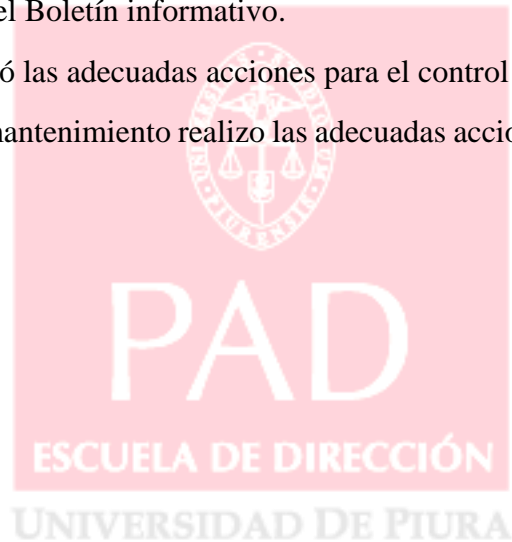 el Boletín informativo.
ó las adecuadas acciones para el control
mantenimiento realizo las adecuadas accio
PAD
ESCUELA DE DIRECCIÓN
UNIVERSIDAD DE PIURA